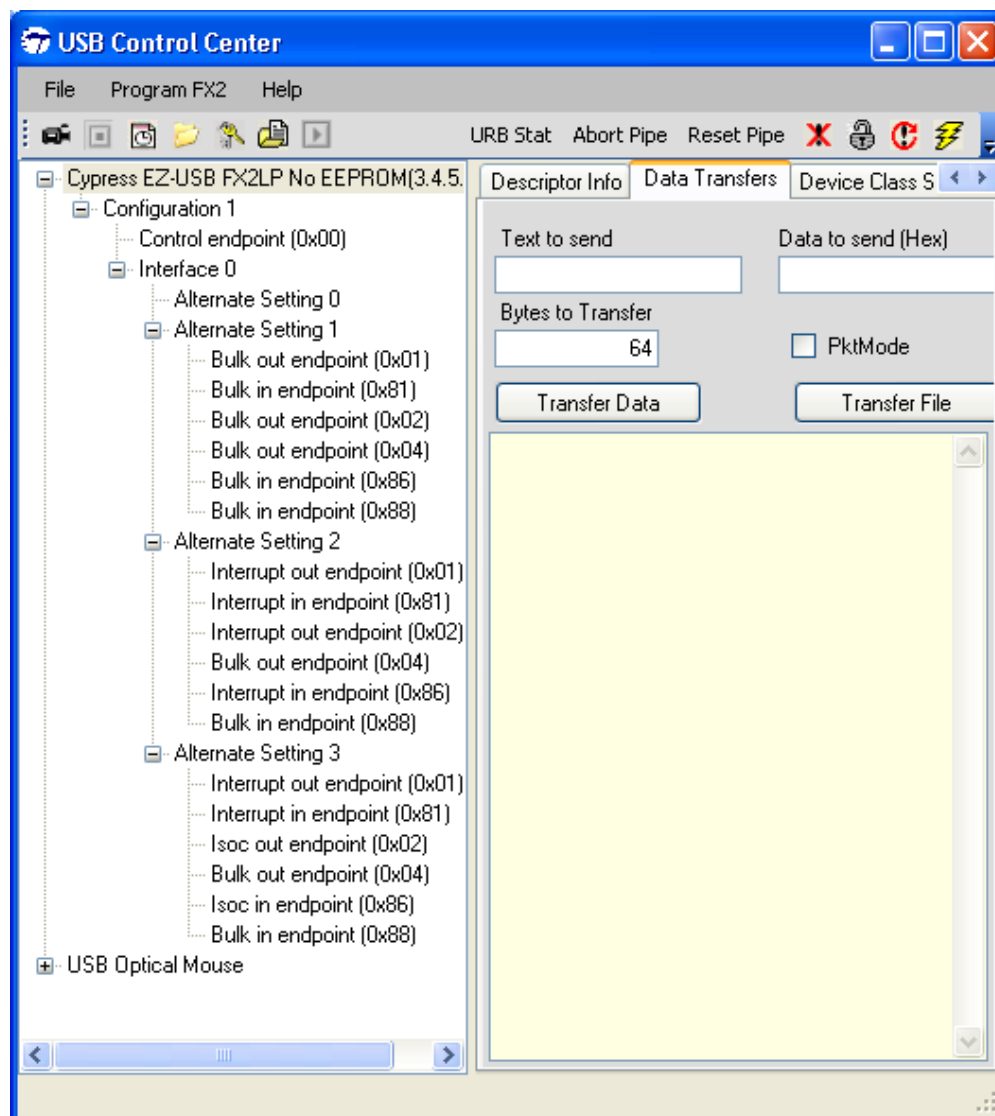 USB Control Center
File Program FX2 Help
URB Stat Abort Pipe Reset Pipe
Cypress EZ-USB FX2LP No EEPROM(3.4.5.
Configuration 1
Control endpoint (0x00)
Interface 0
Alternate Setting 0
Alternate Setting 1
Bulk out endpoint (0x01)
Bulk in endpoint (0x81)
Bulk out endpoint (0x02)
Bulk out endpoint (0x04)
Bulk in endpoint (0x86)
Bulk in endpoint (0x88)
Alternate Setting 2
Interrupt out endpoint (0x01)
Interrupt in endpoint (0x81)
Interrupt out endpoint (0x02)
Bulk out endpoint (0x04)
Interrupt in endpoint (0x86)
Bulk in endpoint (0x88)
Alternate Setting 3
Interrupt out endpoint (0x01)
Interrupt in endpoint (0x81)
Isoc out endpoint (0x02)
Bulk out endpoint (0x04)
Isoc in endpoint (0x86)
Bulk in endpoint (0x88)
USB Optical Mouse
Descriptor Info Data Transfers Device Class S
Text to send Data to send (Hex)
Bytes to Transfer
64 PktMode
Transfer Data Transfer File